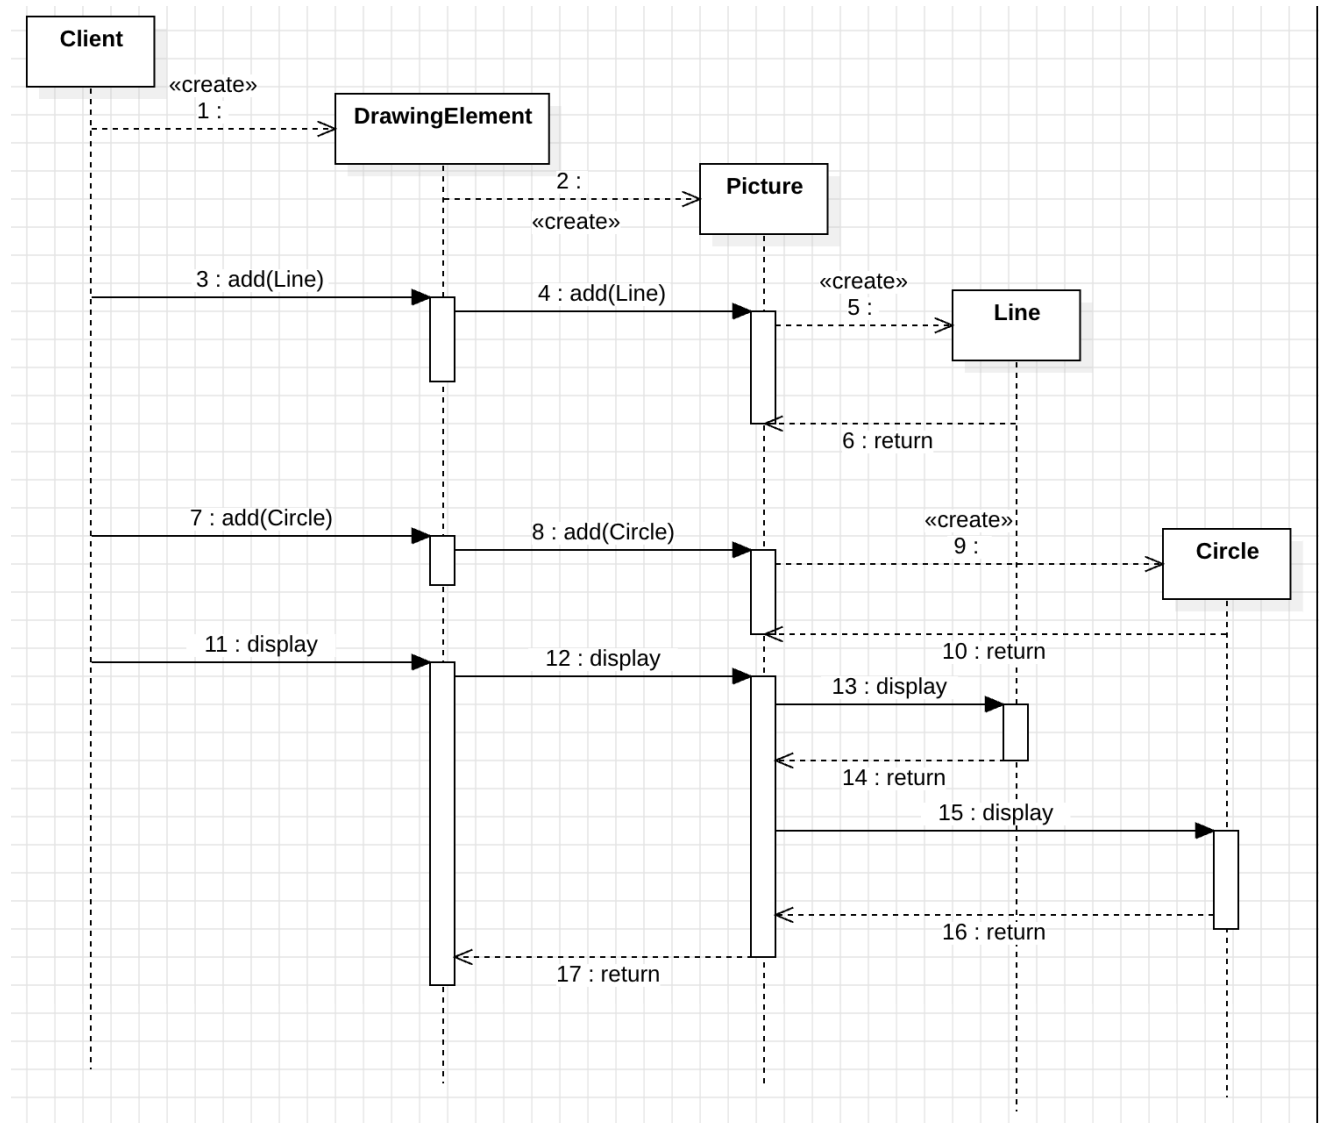 Client
«create»
1 :
DrawingElement
2 :
«create»
Picture
3 : add(Line)
4 : add(Line)
«create»
5 :
Line
6 : return
7 : add(Circle)
8 : add(Circle)
«create»
9 :
Circle
10 : return
11 : display
12 : display
13 : display
14 : return
15 : display
16 : return
17 : return